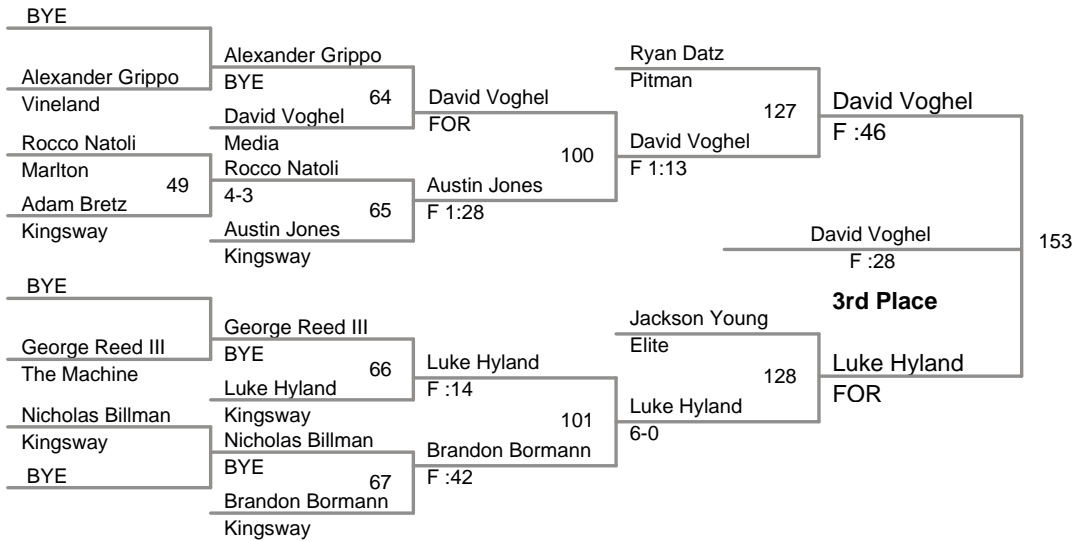 BYE
Alexander Grippo
Vineland
Rocco Natoli
Marlton
49
Adam Bretz
Kingsway
BYE
George Reed III
The Machine
Nicholas Billman
Kingsway
BYE
Alexander Grippo
BYE
64
David Voghel
Media
Rocco Natoli
4-3
65
Austin Jones
Kingsway
George Reed III
BYE
66
Luke Hyland
Kingsway
Nicholas Billman
BYE
67
Brandon Bormann
Kingsway
David Voghel
FOR
100
Austin Jones
F 1:28
Luke Hyland
F :14
101
Brandon Bormann
F :42
Ryan Datz
Pitman
127
David Voghel
F 1:13
Jackson Young
Elite
128
Luke Hyland
6-0
David Voghel
F :46
David Voghel
F :28
153
3rd Place
Luke Hyland
FOR